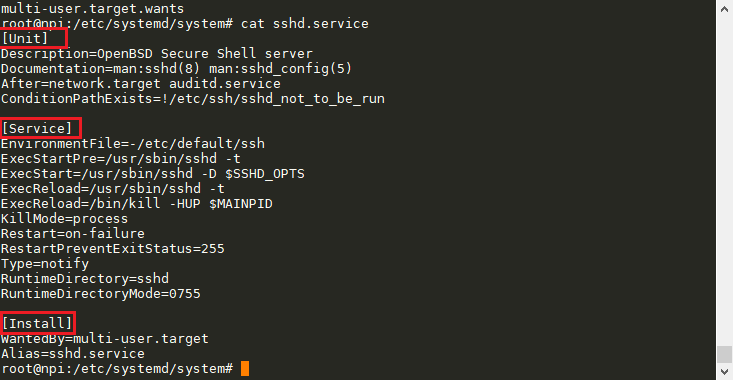 multi-user.target.wants
root@npi:/etc/systemd/system# cat sshd.service
[Unit]
Description=OpenBSD Secure Shell server
Documentation=man:sshd(8) man:sshd_config(5)
After=network.target auditd.service
ConditionPathExists=!/etc/ssh/sshd_not_to_be_run

[Service]
EnvironmentFile=-/etc/default/ssh
ExecStartPre=/usr/sbin/sshd -t
ExecStart=/usr/sbin/sshd -D $SSHD_OPTS
ExecReload=/usr/sbin/sshd -t
ExecReload=/bin/kill -HUP $MAINPID
KillMode=process
Restart=on-failure
RestartPreventExitStatus=255
Type=notify
RuntimeDirectory=sshd
RuntimeDirectoryMode=0755

[Install]
WantedBy=multi-user.target
Alias=sshd.service
root@npi:/etc/systemd/system#